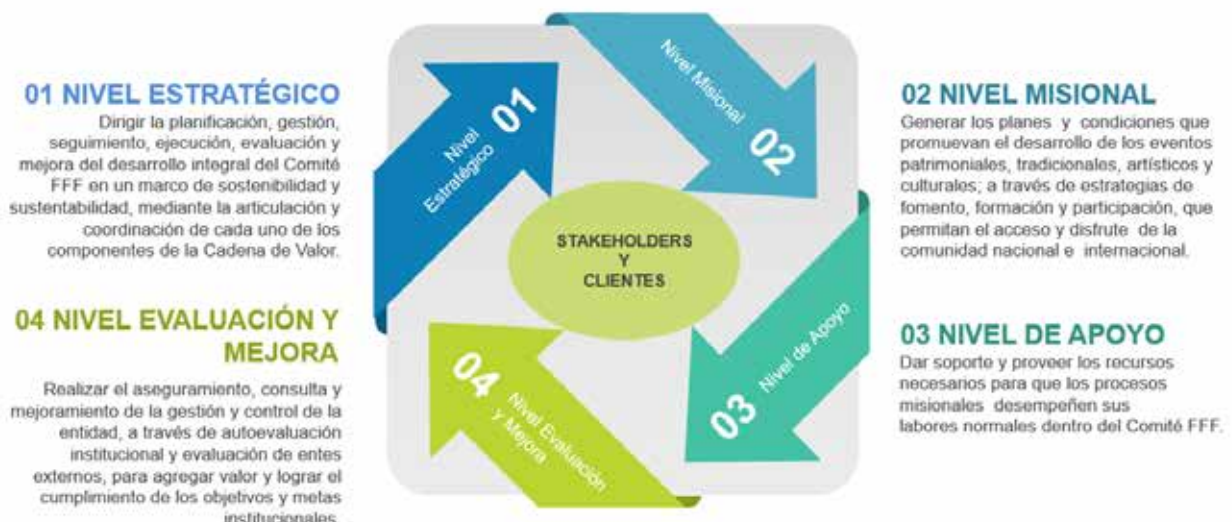 01 NIVEL ESTRATÉGICO
Dirigir la planificación, gestión,
seguimiento, ejecución, evaluación y
mejora del desarrollo integral del Comité
FFF en un marco de sostenibilidad y
sustentabilidad, mediante la articulación y
coordinación de cada uno de los
componentes de la Cadena de Valor.
Nivel
Estratégico
01
Nivel Misional
02
02 NIVEL MISIONAL
Generar los planes y condiciones que
promuevan el desarrollo de los eventos
patrimoniales, tradicionales, artísticos y
culturales; a través de estrategias de
fomento, formación y participación, que
permitan el acceso y disfrute de la
comunidad nacional e internacional.
STAKEHOLDERS
Y
CLIENTES
03
Nivel de Apoyo
03 NIVEL DE APOYO
Dar soporte y proveer los recursos
necesarios para que los procesos
misionales desempeñen sus
labores normales dentro del Comité FFF.
04
Nivel Evaluación
y Mejora
04 NIVEL EVALUACIÓN Y
MEJORA
Realizar el aseguramiento, consulta y
mejoramiento de la gestión y control de la
entidad, a través de autoevaluación
institucional y evaluación de entes
externos, para agregar valor y lograr el
cumplimiento de los objetivos y metas
institucionales.